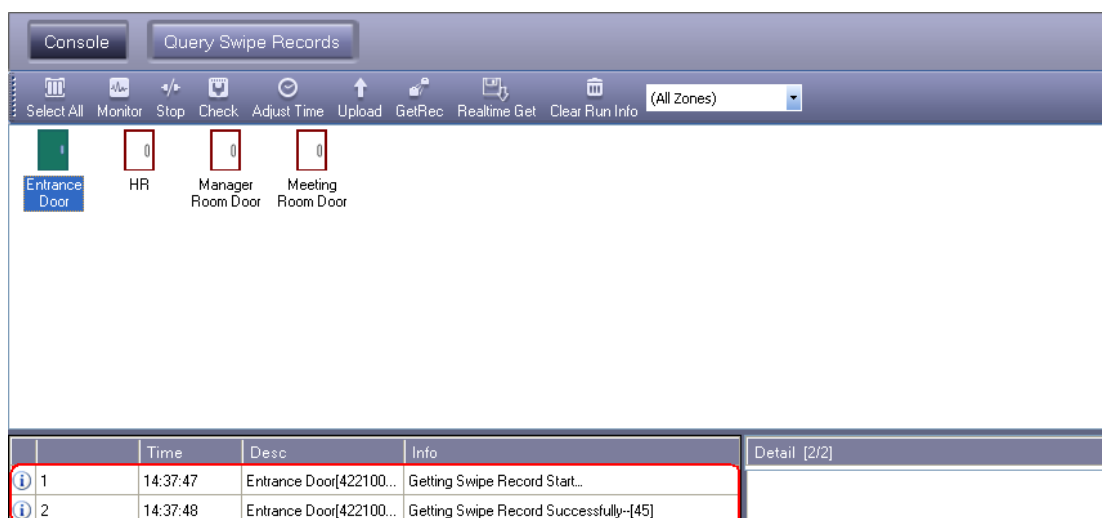 Console Query Swipe Records
Select All Monitor Stop Check Adjust Time Upload GetRec Realtime Get Clear Run Info (All Zones)
Entrance Door
HR
Manager Room Door
Meeting Room Door
Time Desc Info Detail [2/2]
1 14:37:47 Entrance Door[422100... Getting Swipe Record Start...
2 14:37:48 Entrance Door[422100... Getting Swipe Record Successfully--[45]